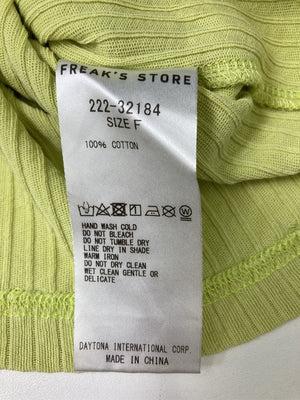 FREAK'S STORE
222-32184
SIZE F
100% COTTON
HAND WASH COLD
DO NOT BLEACH
DO NOT TUMBLE DRY
LINE DRY IN SHADE
WARM IRON
DO NOT DRY CLEAN
WET CLEAN GENTLE OR
DELICATE
DAYTONA INTERNATIONAL CORP.
MADE IN CHINA